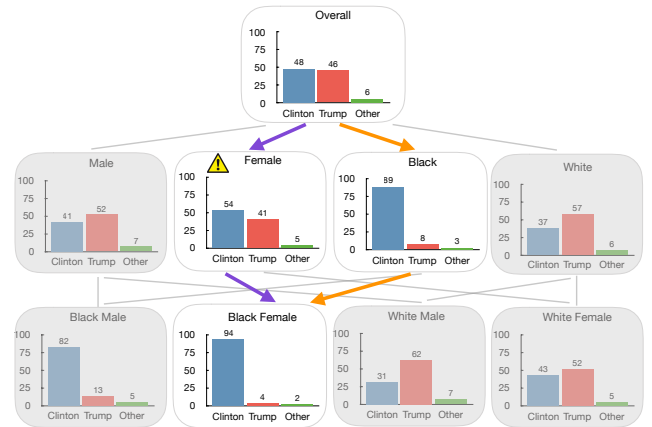 Overall
100
75
50
25
0
48 46 6
Clinton Trump Other
Male
100
75
50
25
0
41 52 7
Clinton Trump Other
Female
100
75
50
25
0
54 41 5
Clinton Trump Other
Black
100
75
50
25
0
89 8 3
Clinton Trump Other
White
100
75
50
25
0
37 57 6
Clinton Trump Other
Black Male
100
75
50
25
0
82 13 5
Clinton Trump Other
Black Female
100
75
50
25
0
94 4 2
Clinton Trump Other
White Male
100
75
50
25
0
31 62 7
Clinton Trump Other
White Female
100
75
50
25
0
43 52 5
Clinton Trump Other